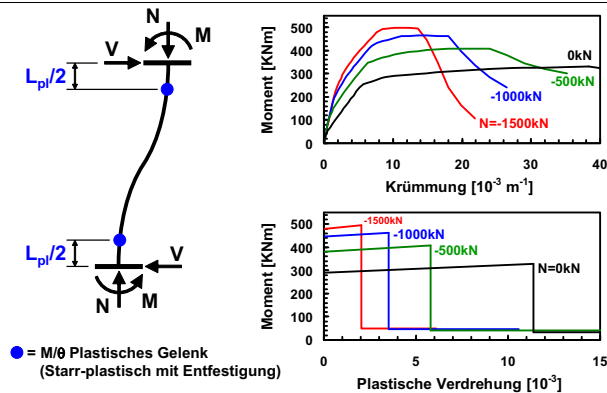 N
M
V
L_pl/2
L_pl/2
V
N
M
= M/θ Plastisches Gelenk
(Starr-plastisch mit Entfestigung)
Moment [KNm]
500
400
300
200
100
0
0kN
-500kN
-1000kN
N=-1500kN
0 10 20 30 40
Krümmung [10⁻³ m⁻¹]
Moment [KNm]
500
400
300
200
100
0
-1500kN
-1000kN
-500kN
N=0kN
0 5 10 15
Plastische Verdrehung [10⁻³]